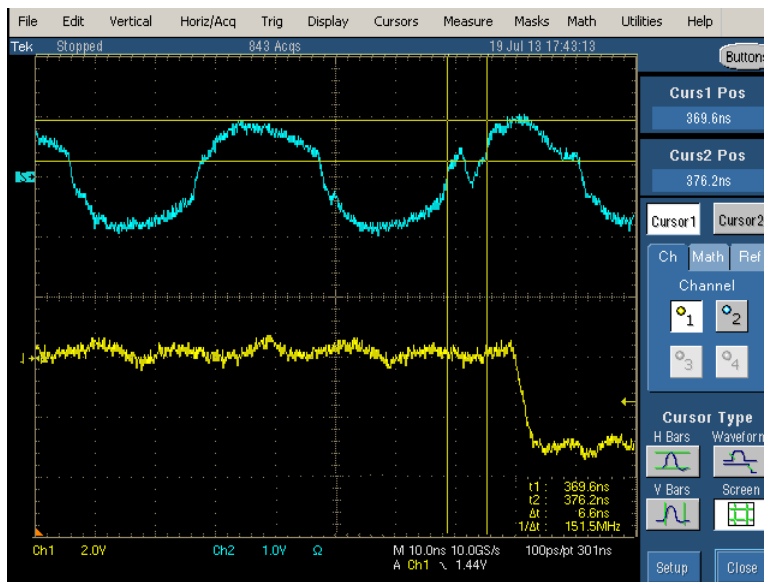 File Edit Vertical Horiz/Acq Trig Display Cursors Measure Masks Math Utilities Help
Tek Stopped 843 Acqs 19 Jul 13 17:43:13
Buttons
Curs1 Pos
369.6ns
Curs2 Pos
376.2ns
Cursor1 Cursor2
Ch Math Ref
Channel
1 2
3 4
Cursor Type
H Bars Waveform
V Bars Screen
t1 : 369.6ns
t2 : 376.2ns
Δt : 6.6ns
1/Δt : 151.5MHz
Ch1 2.0V Ch2 1.0V Ω M 10.0ns 10.0GS/s 100ps/pt 301ns
A Ch1 ↘ 1.44V
Setup Close